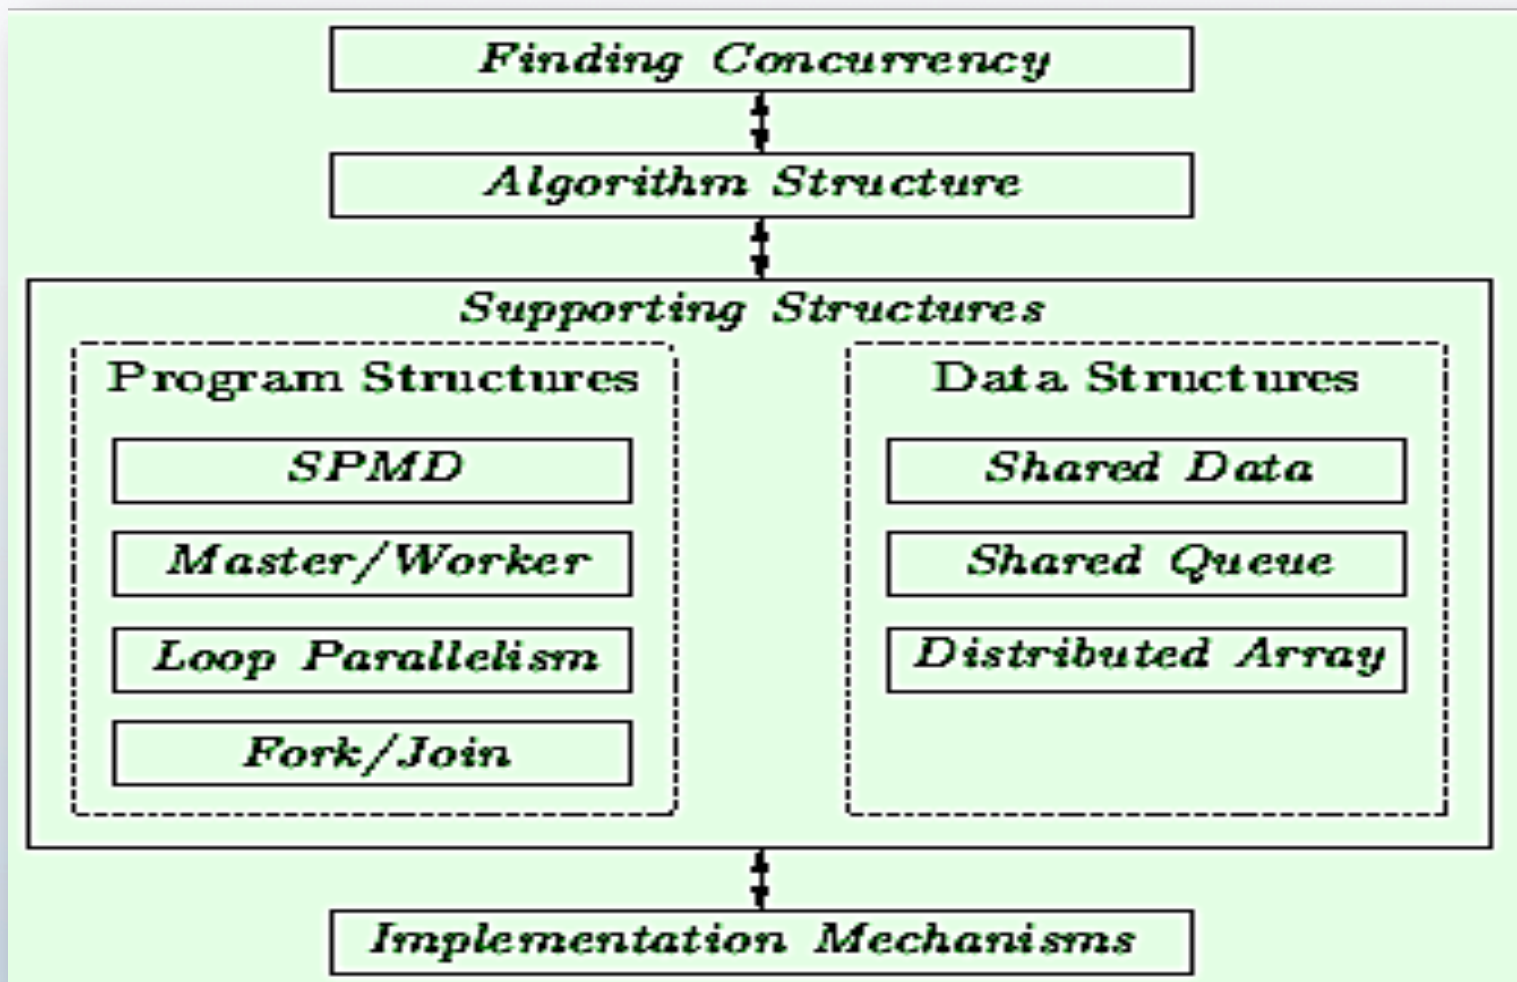 Finding Concurrency
Algorithm Structure
Supporting Structures
Program Structures
SPMD
Master/Worker
Loop Parallelism
Fork/Join
Data Structures
Shared Data
Shared Queue
Distributed Array
Implementation Mechanisms